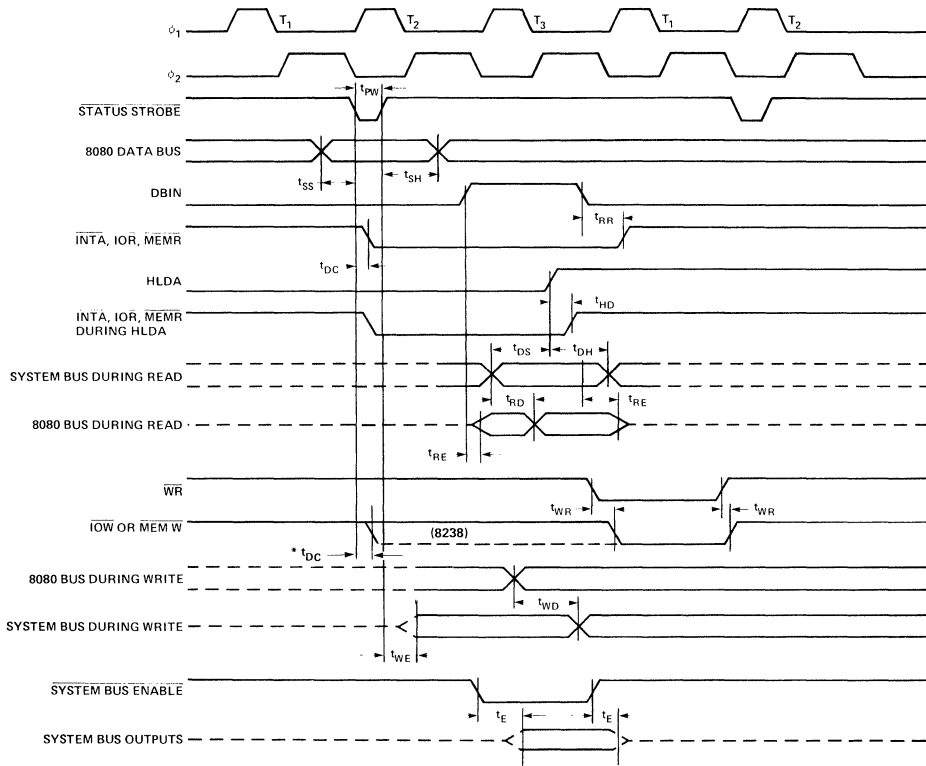 T1 T2 T3 T1 T2
ϕ1
ϕ2
tPW
STATUS STROBE
8080 DATA BUS
tSS tSH
DBIN
tRR
INTA, IOR, MEMR
tDC
HLDA
tHD
INTA, IOR, MEMR
DURING HLDA
tDS tDH
SYSTEM BUS DURING READ
tRD tRE
8080 BUS DURING READ
tRE
WR
tWR tWR
IOW OR MEM W
(8238)
* tDC
8080 BUS DURING WRITE
tWD
SYSTEM BUS DURING WRITE
tWE
SYSTEM BUS ENABLE
tE tE
SYSTEM BUS OUTPUTS